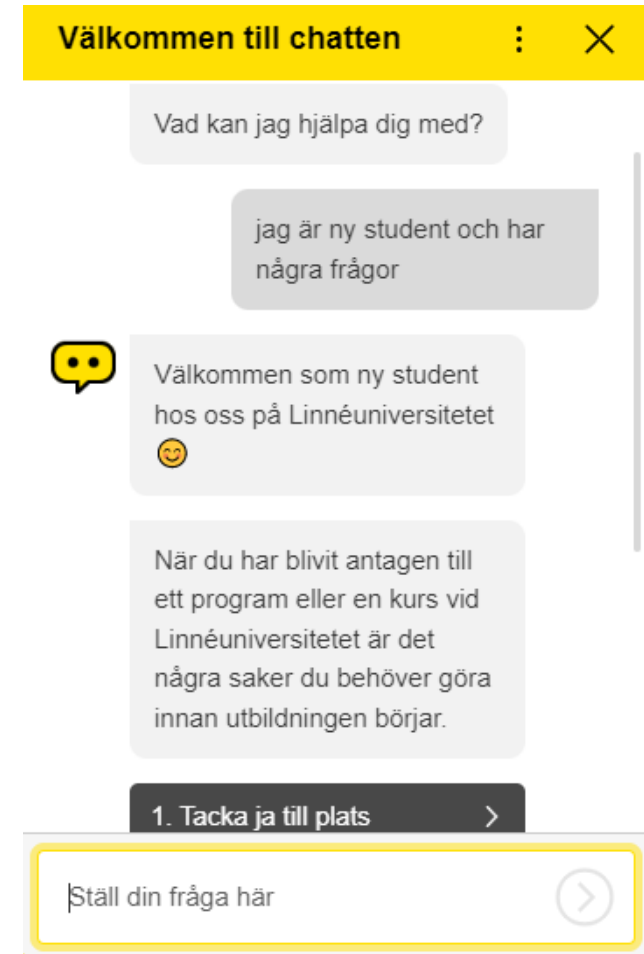 Välkommen till chatten
Vad kan jag hjälpa dig med?
jag är ny student och har
några frågor
Välkommen som ny student
hos oss på Linnéuniversitetet
😊
När du har blivit antagen till
ett program eller en kurs vid
Linnéuniversitetet är det
några saker du behöver göra
innan utbildningen börjar.
1. Tacka ja till plats
Ställ din fråga här